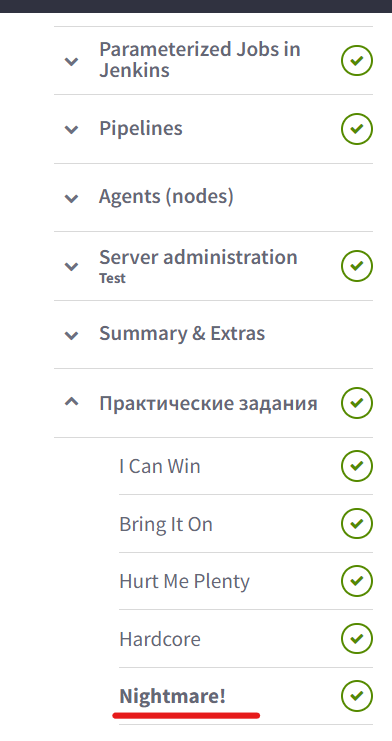 Parameterized Jobs in
Jenkins
Pipelines
Agents (nodes)
Server administration
Test
Summary & Extras
Практические задания
I Can Win
Bring It On
Hurt Me Plenty
Hardcore
Nightmare!